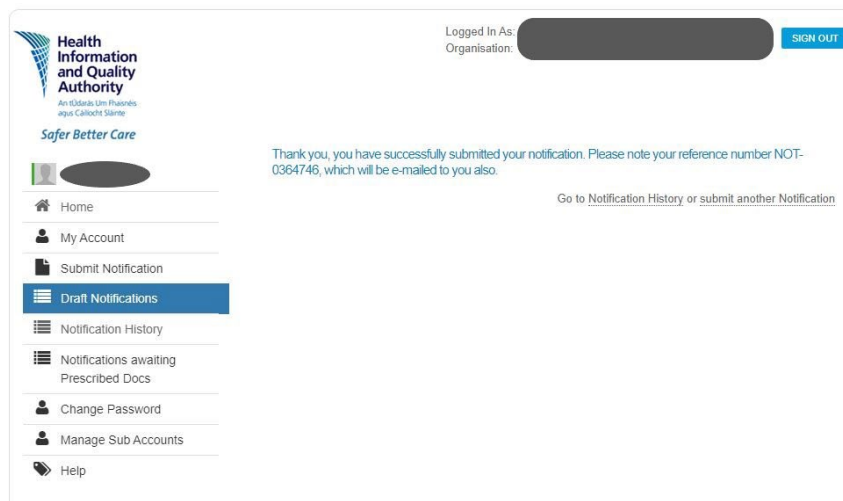 Health
Information
and Quality
Authority
An tÚdarás Um Fhaisnéis
agus Cáilíocht Sláinte
Safer Better Care
Logged In As:
Organisation:
SIGN OUT
Home
My Account
Submit Notification
Draft Notifications
Notification History
Notifications awaiting
Prescribed Docs
Change Password
Manage Sub Accounts
Help
Thank you, you have successfully submitted your notification. Please note your reference number NOT-
0364746, which will be e-mailed to you also.
Go to Notification History or submit another Notification